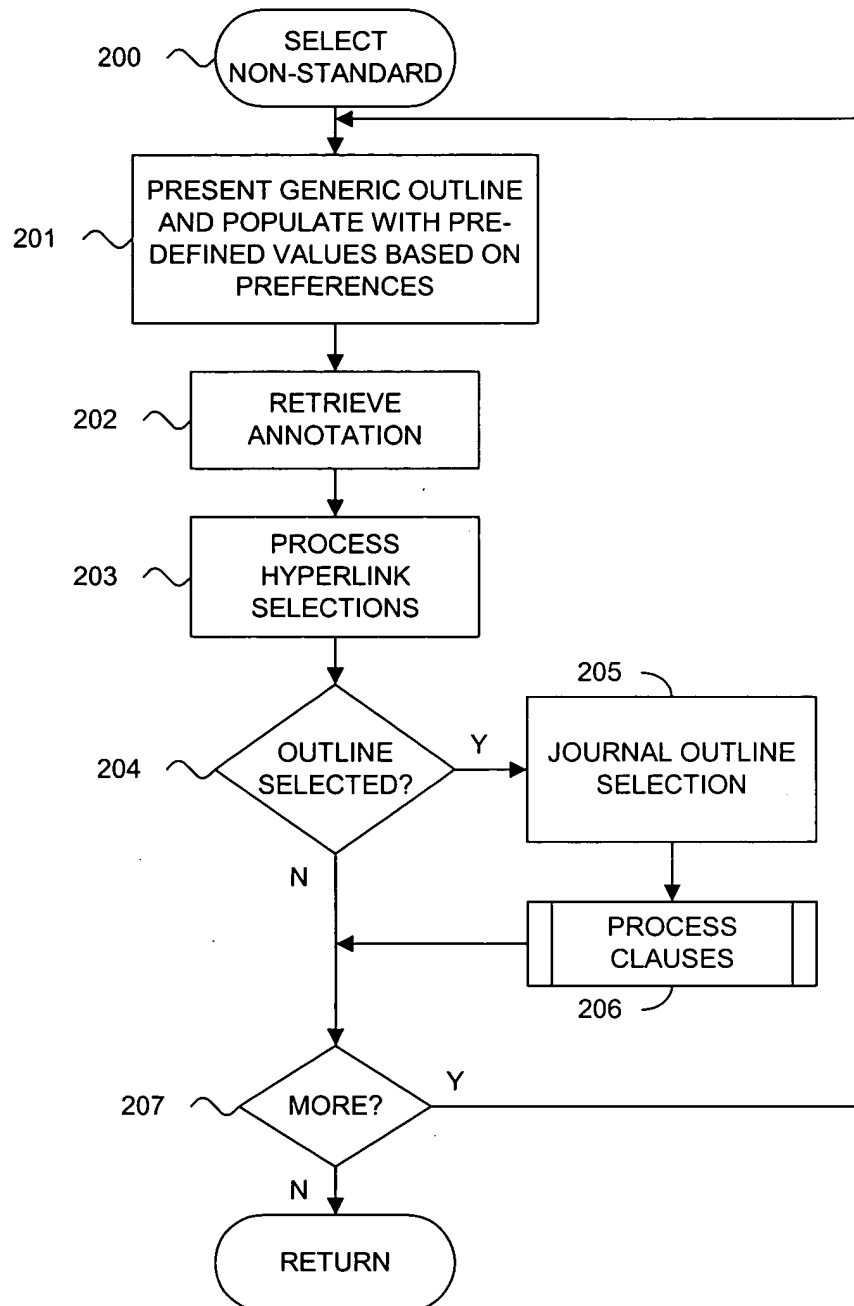 200
SELECT
NON-STANDARD
201
PRESENT GENERIC OUTLINE
AND POPULATE WITH PRE-
DEFINED VALUES BASED ON
PREFERENCES
202
RETRIEVE
ANNOTATION
203
PROCESS
HYPERLINK
SELECTIONS
204
OUTLINE
SELECTED?
Y
N
205
JOURNAL OUTLINE
SELECTION
PROCESS
CLAUSES
206
207
MORE?
Y
N
RETURN